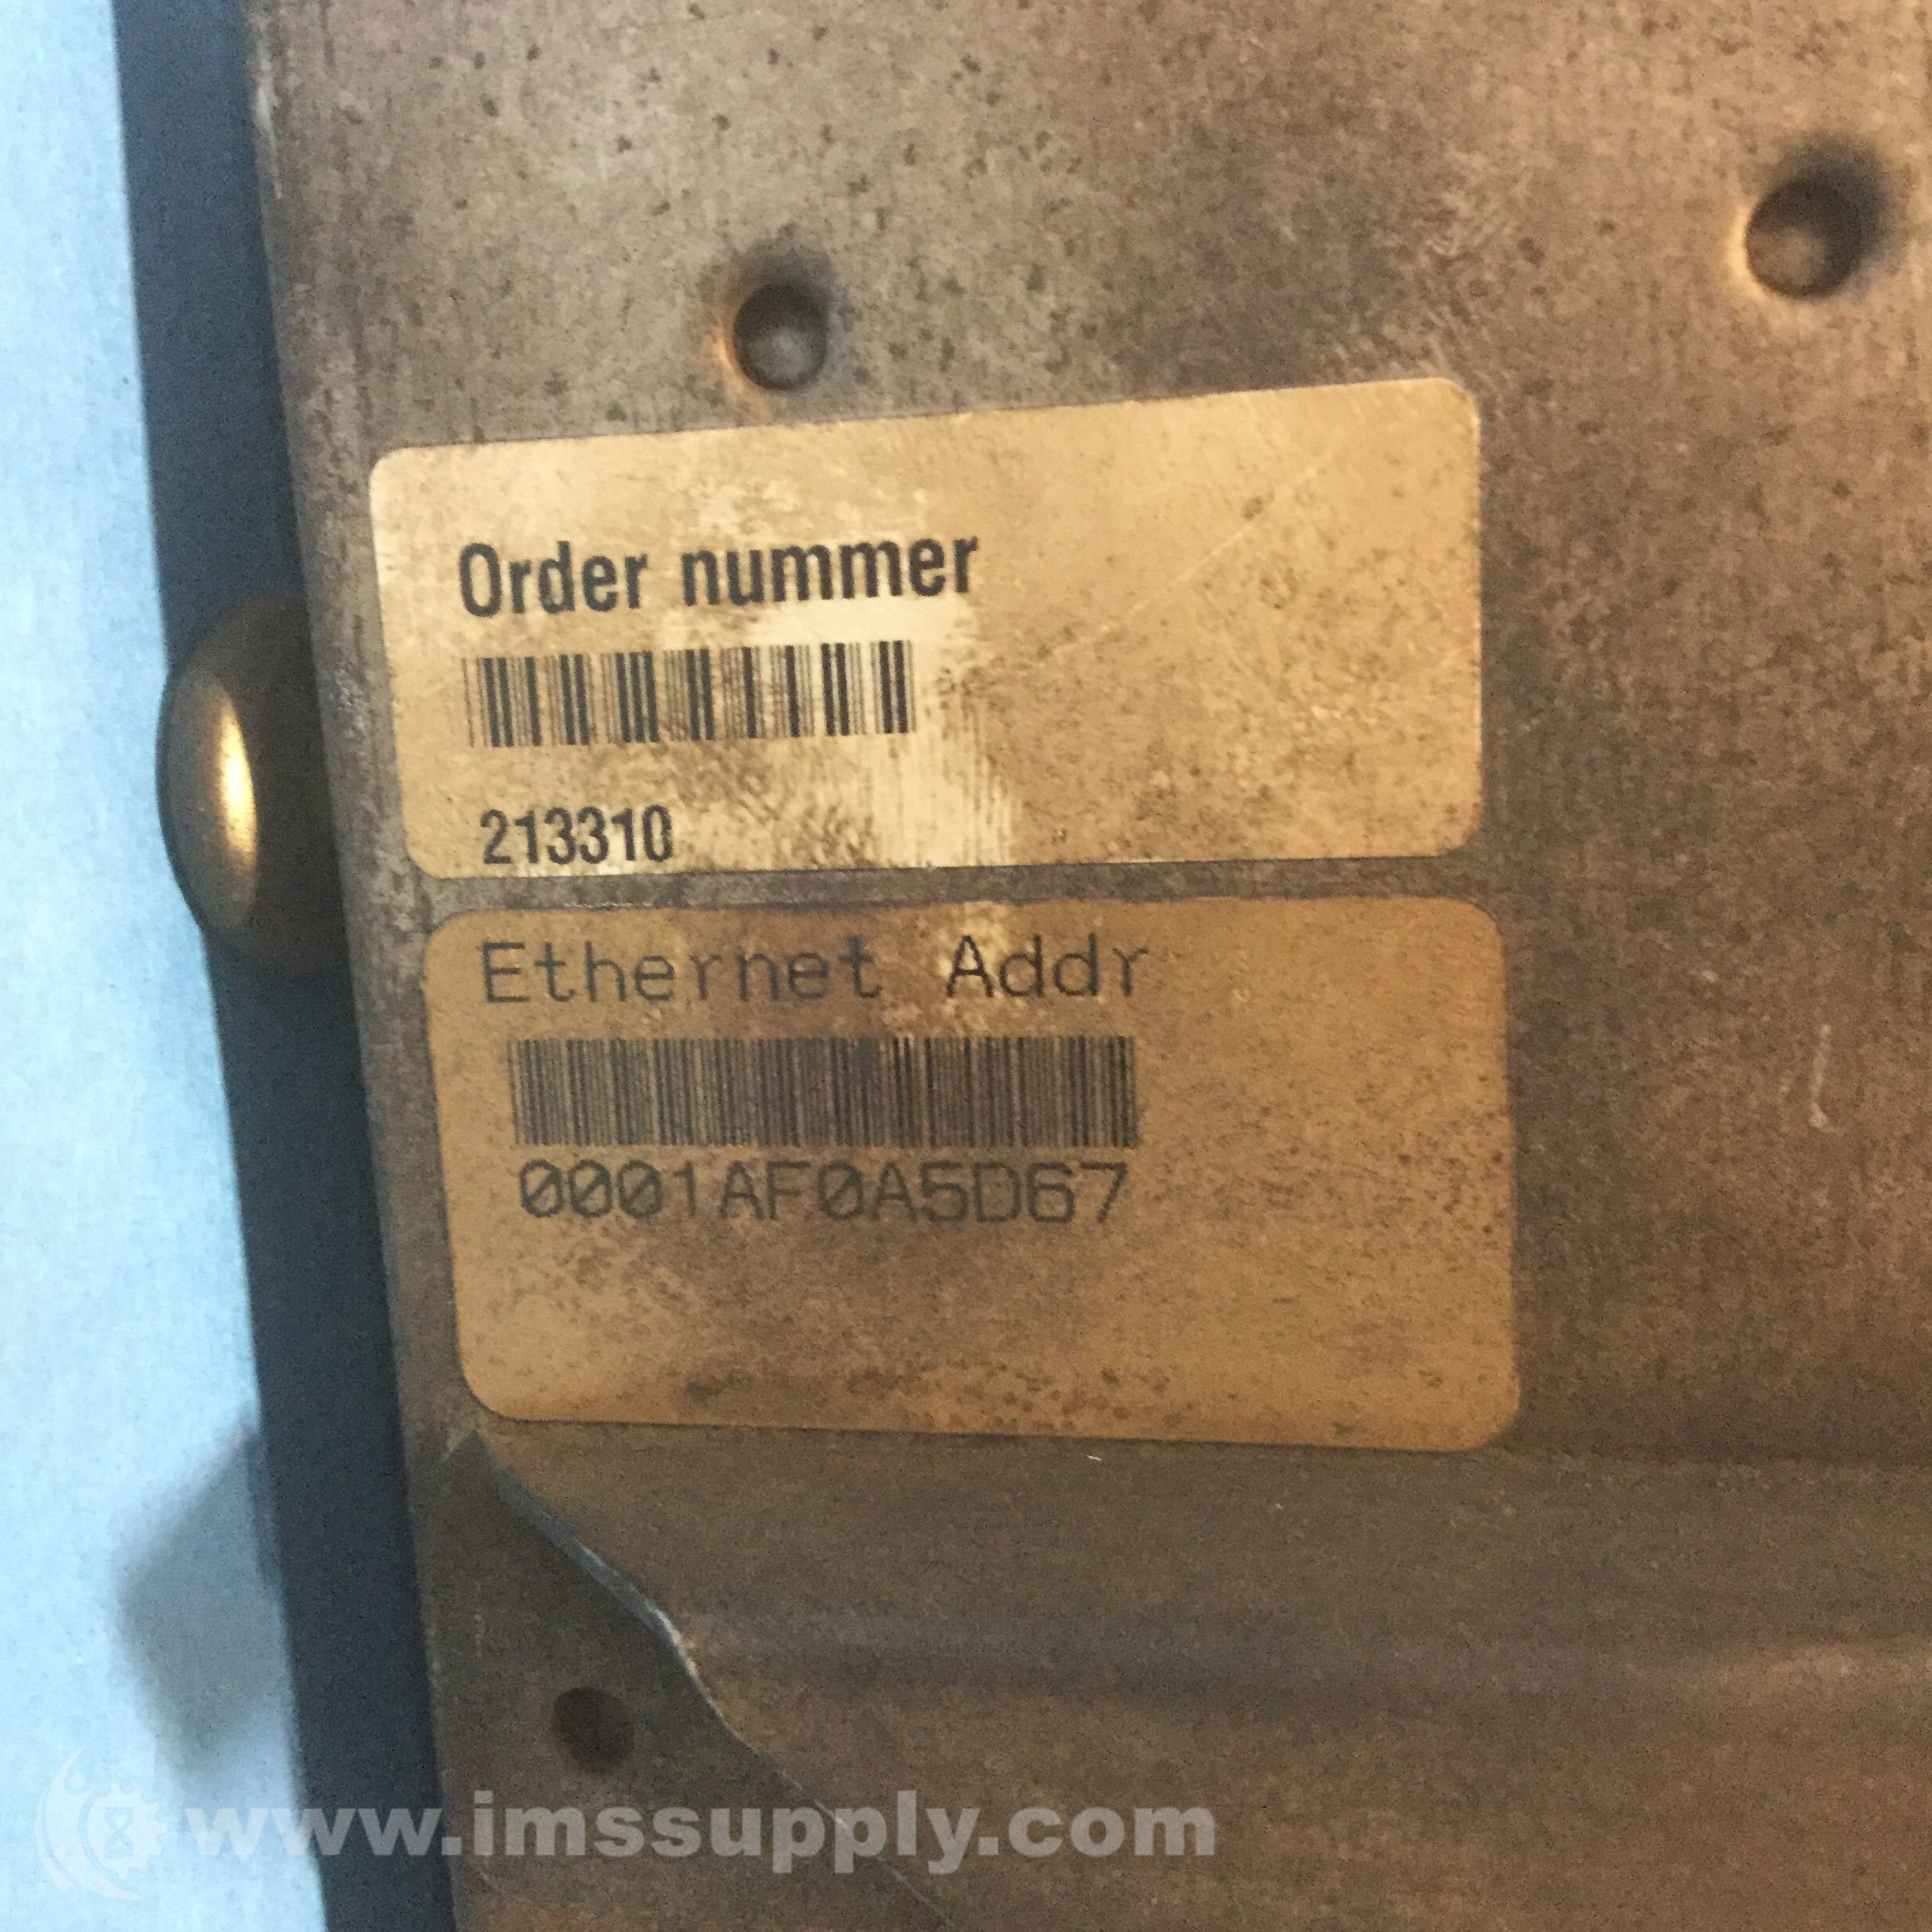 Order nummer
213310
Ethernet Addr
0001AF0A5D67
www.imssupply.com